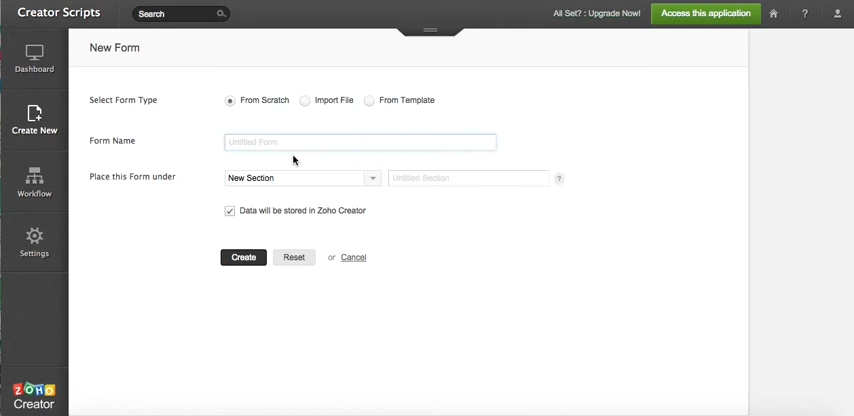 Creator Scripts
Search
All Set? : Upgrade Now!
Access this application
?
Dashboard
Create New
Workflow
Settings
ZOHO
Creator
New Form
Select Form Type
From Scratch
Import File
From Template
Form Name
Untitled Form
Place this Form under
New Section
Untitled Section
?
Data will be stored in Zoho Creator
Create
Reset
or Cancel